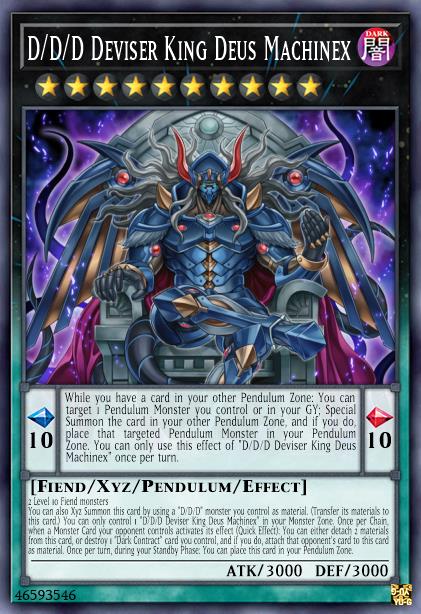 D/D/D Deviser King Deus Machinex
DARK
闇
While you have a card in your other Pendulum Zone: You can
target 1 Pendulum Monster you control or in your GY; Special
Summon the card in your other Pendulum Zone, and if you do,
place that targeted Pendulum Monster in your Pendulum
Zone. You can only use this effect of "D/D/D Deviser King Deus
Machinex" once per turn.
10
10
[Fiend/Xyz/Pendulum/Effect]
2 Level 10 Fiend monsters
You can also Xyz Summon this card by using a "D/D/D" monster you control as material. (Transfer its materials to
this card.) You can only control 1 "D/D/D Deviser King Deus Machinex" in your Monster Zone. Once per Chain,
when a Monster Card your opponent controls activates its effect (Quick Effect): You can either detach 2 materials
from this card, or destroy 1 "Dark Contract" card you control, and if you do, attach that opponent's card to this card
as material. Once per turn, during your Standby Phase: You can place this card in your Pendulum Zone.
ATK/3000 DEF/3000
46593546